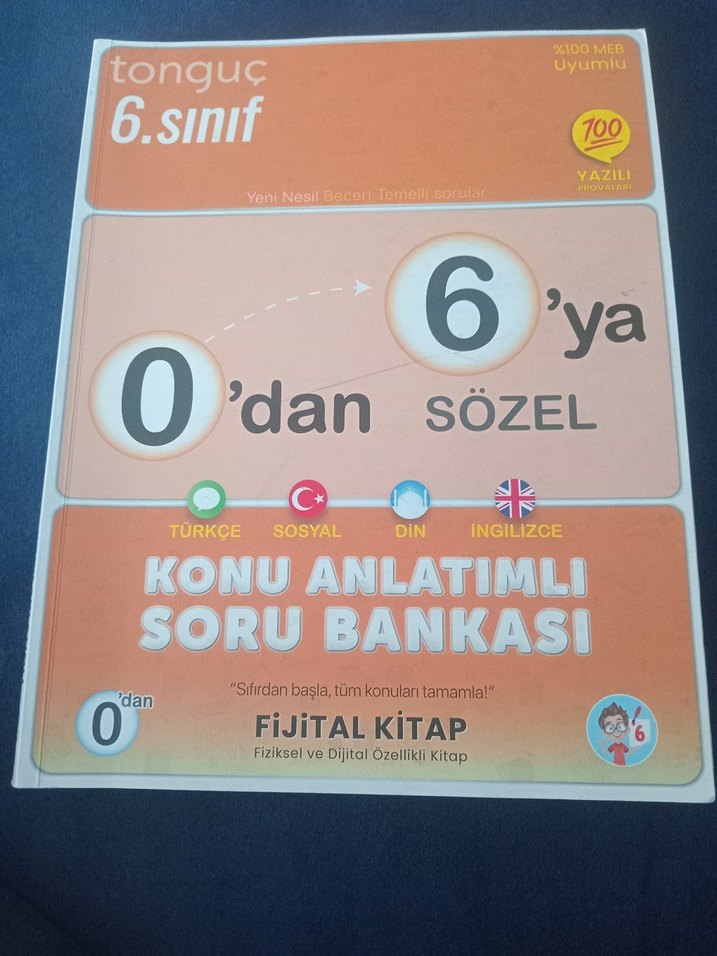 tonguç
6.sınıf
%100 MEB
Uyumlu
100
YAZILI
PROVALARI
Yeni Nesil Beceri Temelli sorular
0'dan 6'ya
SÖZEL
TÜRKÇE SOSYAL DİN İNGİLİZCE
KONU ANLATIMLI
SORU BANKASI
"Sıfırdan başla, tüm konuları tamamla!"
0'dan
FİJİTAL KİTAP
Fiziksel ve Dijital Özellikli Kitap
'6